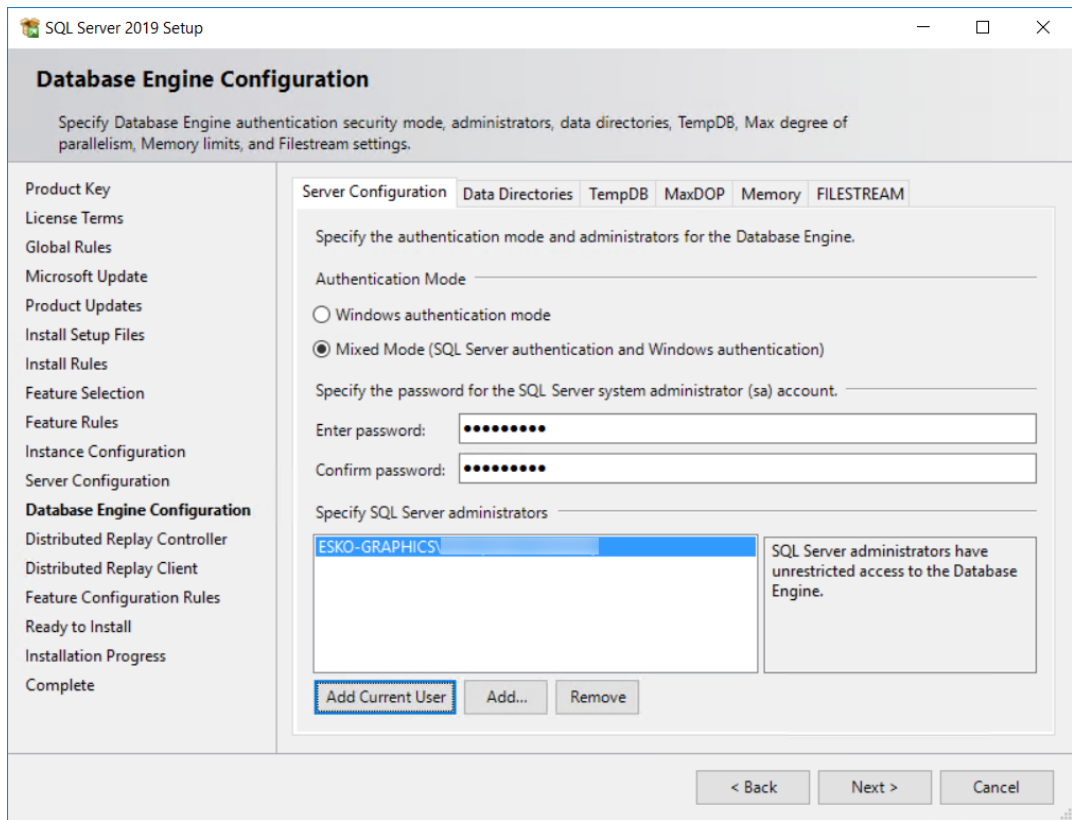 SQL Server 2019 Setup
Database Engine Configuration
Specify Database Engine authentication security mode, administrators, data directories, TempDB, Max degree of
parallelism, Memory limits, and Filestream settings.
Product Key
License Terms
Global Rules
Microsoft Update
Product Updates
Install Setup Files
Install Rules
Feature Selection
Feature Rules
Instance Configuration
Server Configuration
Database Engine Configuration
Distributed Replay Controller
Distributed Replay Client
Feature Configuration Rules
Ready to Install
Installation Progress
Complete
Server Configuration Data Directories TempDB MaxDOP Memory FILESTREAM
Specify the authentication mode and administrators for the Database Engine.
Authentication Mode
Windows authentication mode
Mixed Mode (SQL Server authentication and Windows authentication)
Specify the password for the SQL Server system administrator (sa) account.
Enter password: ●●●●●●●●●
Confirm password: ●●●●●●●●●
Specify SQL Server administrators
ESKO-GRAPHICS\
SQL Server administrators have
unrestricted access to the Database
Engine.
Add Current User Add... Remove
< Back Next > Cancel